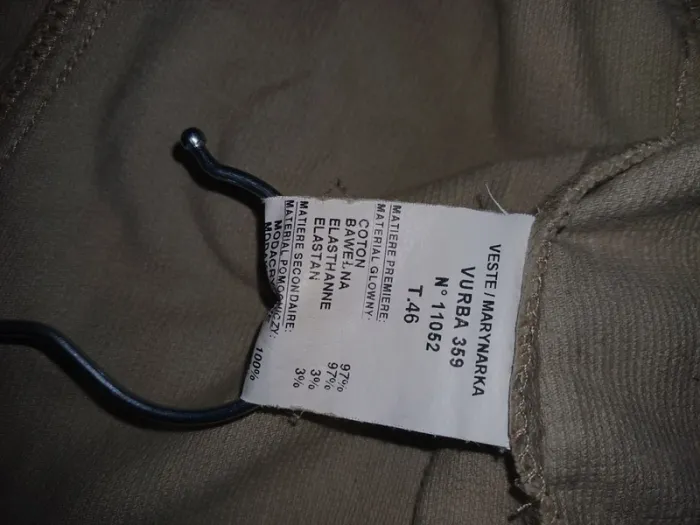 VESTE / MARYNARKA
VURBA 359
N° 11052
T.46
MATIERE PREMIERE:
MATERIAL GLOWNY:
COTON 97%
BAWEŁNA 97%
ELASTHANNE 3%
ELASTAN 3%
MATIERE SECONDAIRE:
MATERIAL POMOCNICZY:
100%